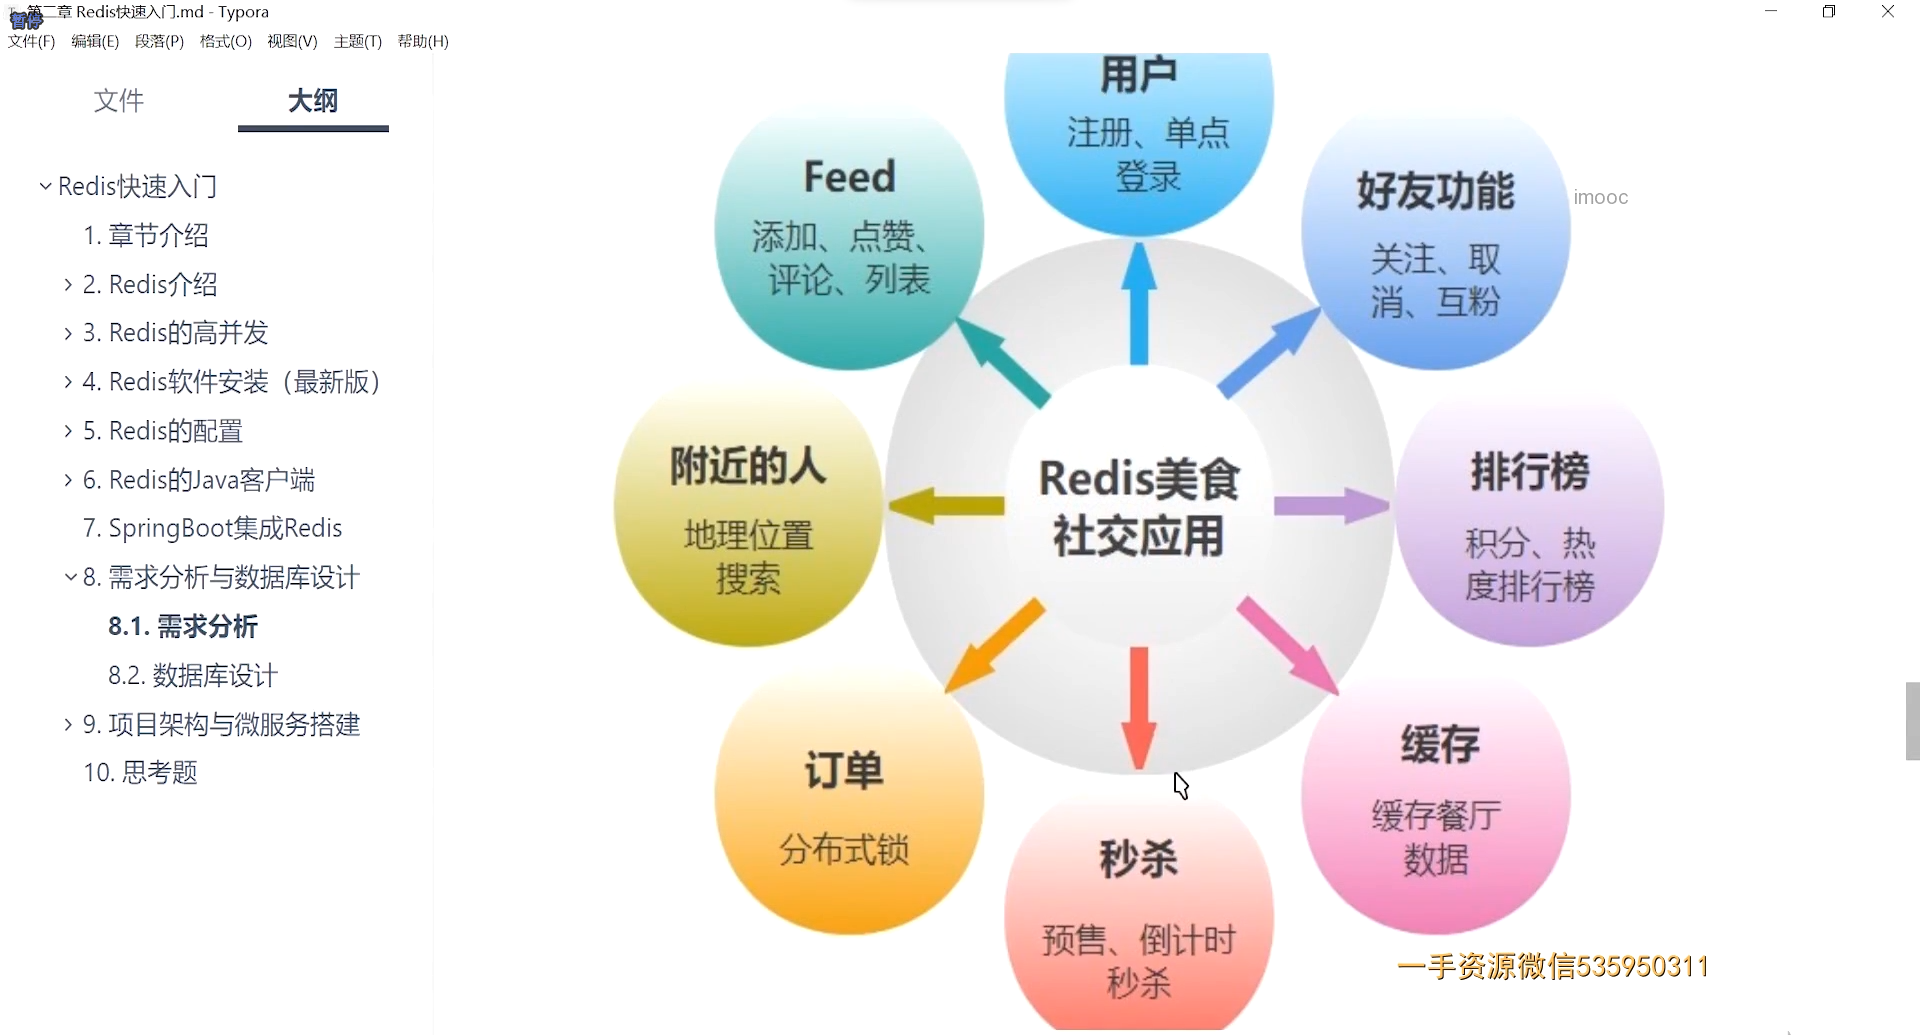 第二章 Redis快速入门.md - Typora
暂停
文件(F) 编辑(E) 段落(P) 格式(O) 视图(V) 主题(T) 帮助(H)
文件 大纲
Redis快速入门
1. 章节介绍
2. Redis介绍
3. Redis的高并发
4. Redis软件安装（最新版）
5. Redis的配置
6. Redis的Java客户端
7. SpringBoot集成Redis
8. 需求分析与数据库设计
8.1. 需求分析
8.2. 数据库设计
9. 项目架构与微服务搭建
10. 思考题
用户
注册、单点
登录
Feed
添加、点赞、
评论、列表
好友功能
关注、取
消、互粉
imooc
附近的人
地理位置
搜索
Redis美食
社交应用
排行榜
积分、热
度排行榜
订单
分布式锁
秒杀
预售、倒计时
秒杀
缓存
缓存餐厅
数据
一手资源微信535950311